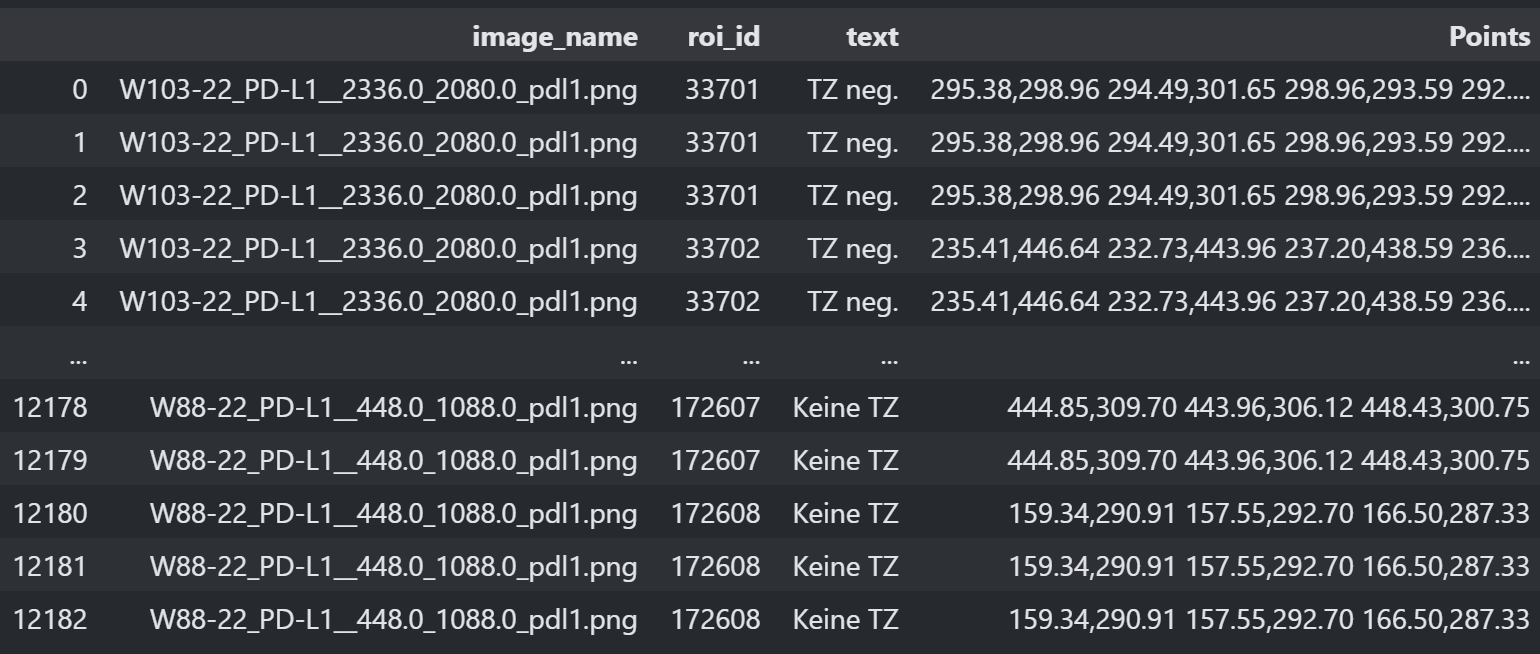 image_name roi_id text Points
0 W103-22_PD-L1__2336.0_2080.0_pdl1.png 33701 TZ neg. 295.38,298.96 294.49,301.65 298.96,293.59 292....
1 W103-22_PD-L1__2336.0_2080.0_pdl1.png 33701 TZ neg. 295.38,298.96 294.49,301.65 298.96,293.59 292....
2 W103-22_PD-L1__2336.0_2080.0_pdl1.png 33701 TZ neg. 295.38,298.96 294.49,301.65 298.96,293.59 292....
3 W103-22_PD-L1__2336.0_2080.0_pdl1.png 33702 TZ neg. 235.41,446.64 232.73,443.96 237.20,438.59 236....
4 W103-22_PD-L1__2336.0_2080.0_pdl1.png 33702 TZ neg. 235.41,446.64 232.73,443.96 237.20,438.59 236....
... ... ... ... ...
12178 W88-22_PD-L1__448.0_1088.0_pdl1.png 172607 Keine TZ 444.85,309.70 443.96,306.12 448.43,300.75
12179 W88-22_PD-L1__448.0_1088.0_pdl1.png 172607 Keine TZ 444.85,309.70 443.96,306.12 448.43,300.75
12180 W88-22_PD-L1__448.0_1088.0_pdl1.png 172608 Keine TZ 159.34,290.91 157.55,292.70 166.50,287.33
12181 W88-22_PD-L1__448.0_1088.0_pdl1.png 172608 Keine TZ 159.34,290.91 157.55,292.70 166.50,287.33
12182 W88-22_PD-L1__448.0_1088.0_pdl1.png 172608 Keine TZ 159.34,290.91 157.55,292.70 166.50,287.33